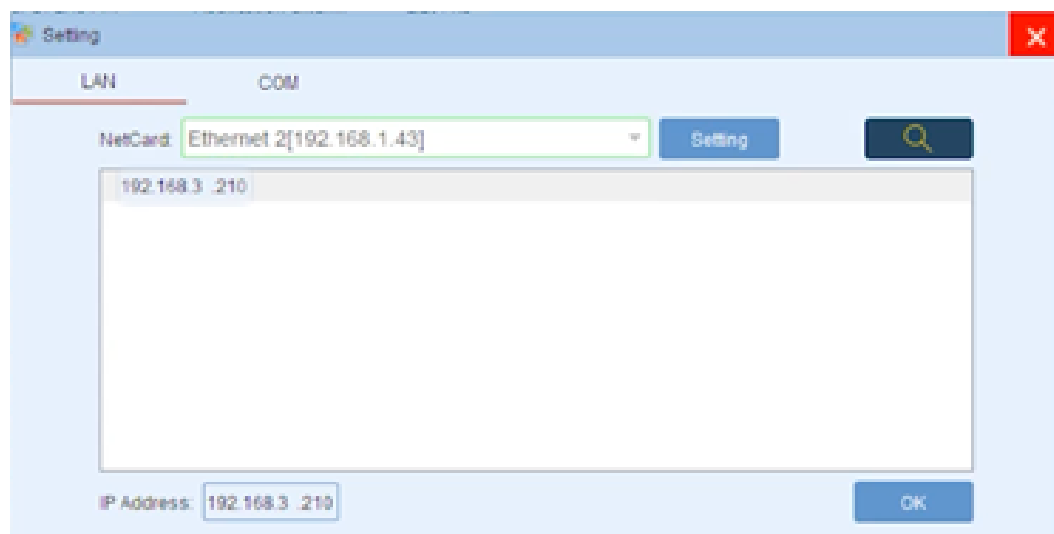 Setting
LAN COM
NetCard: Ethernet 2[192.168.1.43] Setting
192.168.3 .210
IP Address: 192.168.3 .210 OK